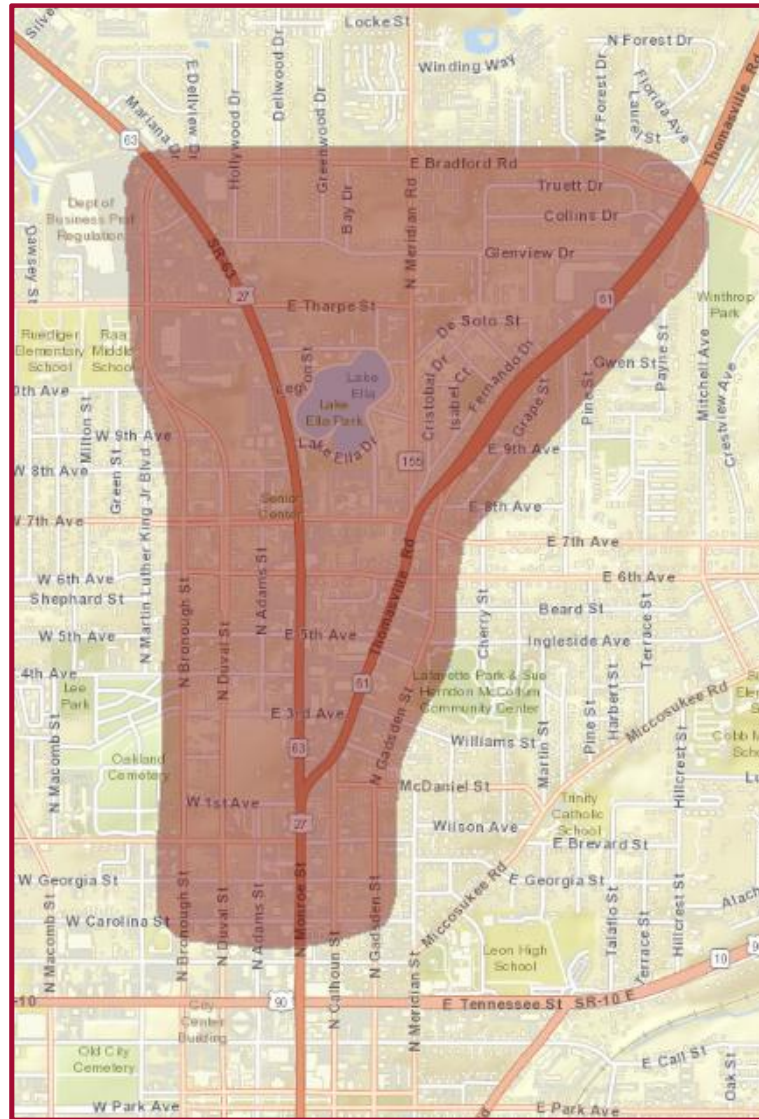 Locke St
N Forest Dr
Winding Way
E Dellview Dr
Dellwood Dr
Hollywood Dr
Greenwood Dr
W Forest Dr
Florida Ave
Laurel St
Thomasville Rd
Mariana Dr
63
E Bradford Rd
Truett Dr
Collins Dr
Bay Dr
N Meridian Rd
Dept of
Business Prof
Regulation
SR-63
Glenview Dr
27
61
E Tharpe St
De Soto St
Winthrop
Park
Ruediger
Elementary
School
Raa
Middle
School
Lake
Ella
Lake
Ella Park
Lake Ella Dr
Cristobal Dr
Isabel Ct
Fernando Dr
Grape St
Gwen St
Payne St
Pine St
Mitchell Ave
Crestview Ave
Milton St
Green St
W 9th Ave
W 8th Ave
E 9th Ave
155
N Martin Luther King Jr Blvd
Senior
Center
E 8th Ave
W 7th Ave
E 7th Ave
W 6th Ave
E 6th Ave
Shephard St
N Adams St
Thomasville Rd
Cherry St
Beard St
Terrace St
W 5th Ave
E 5th Ave
Ingleside Ave
N Bronough St
N Duval St
4th Ave
Lee
Park
61
Lafayette Park & Sue
Herndon McCollum
Community Center
Harbert St
Miccosukee Rd
E 3rd Ave
N Gadsden St
Williams St
Martin St
Pine St
63
N Macomb St
Oakland
Cemetery
McDaniel St
Hillcrest St
W 1st Ave
Trinity
Catholic
School
27
Wilson Ave
E Brevard St
W Georgia St
E Georgia St
W Carolina St
N Macomb St
N Bronough St
N Duval St
N Adams St
N Monroe St
N Calhoun St
N Gadsden St
N Meridian St
Miccosukee Rd
Leon High
School
Terrace St
Hillcrest St
10
90
E Tennessee St
SR-10 E
City
Center
Building
Old City
Cemetery
E Call St
Oak St
W Park Ave
E Park Ave